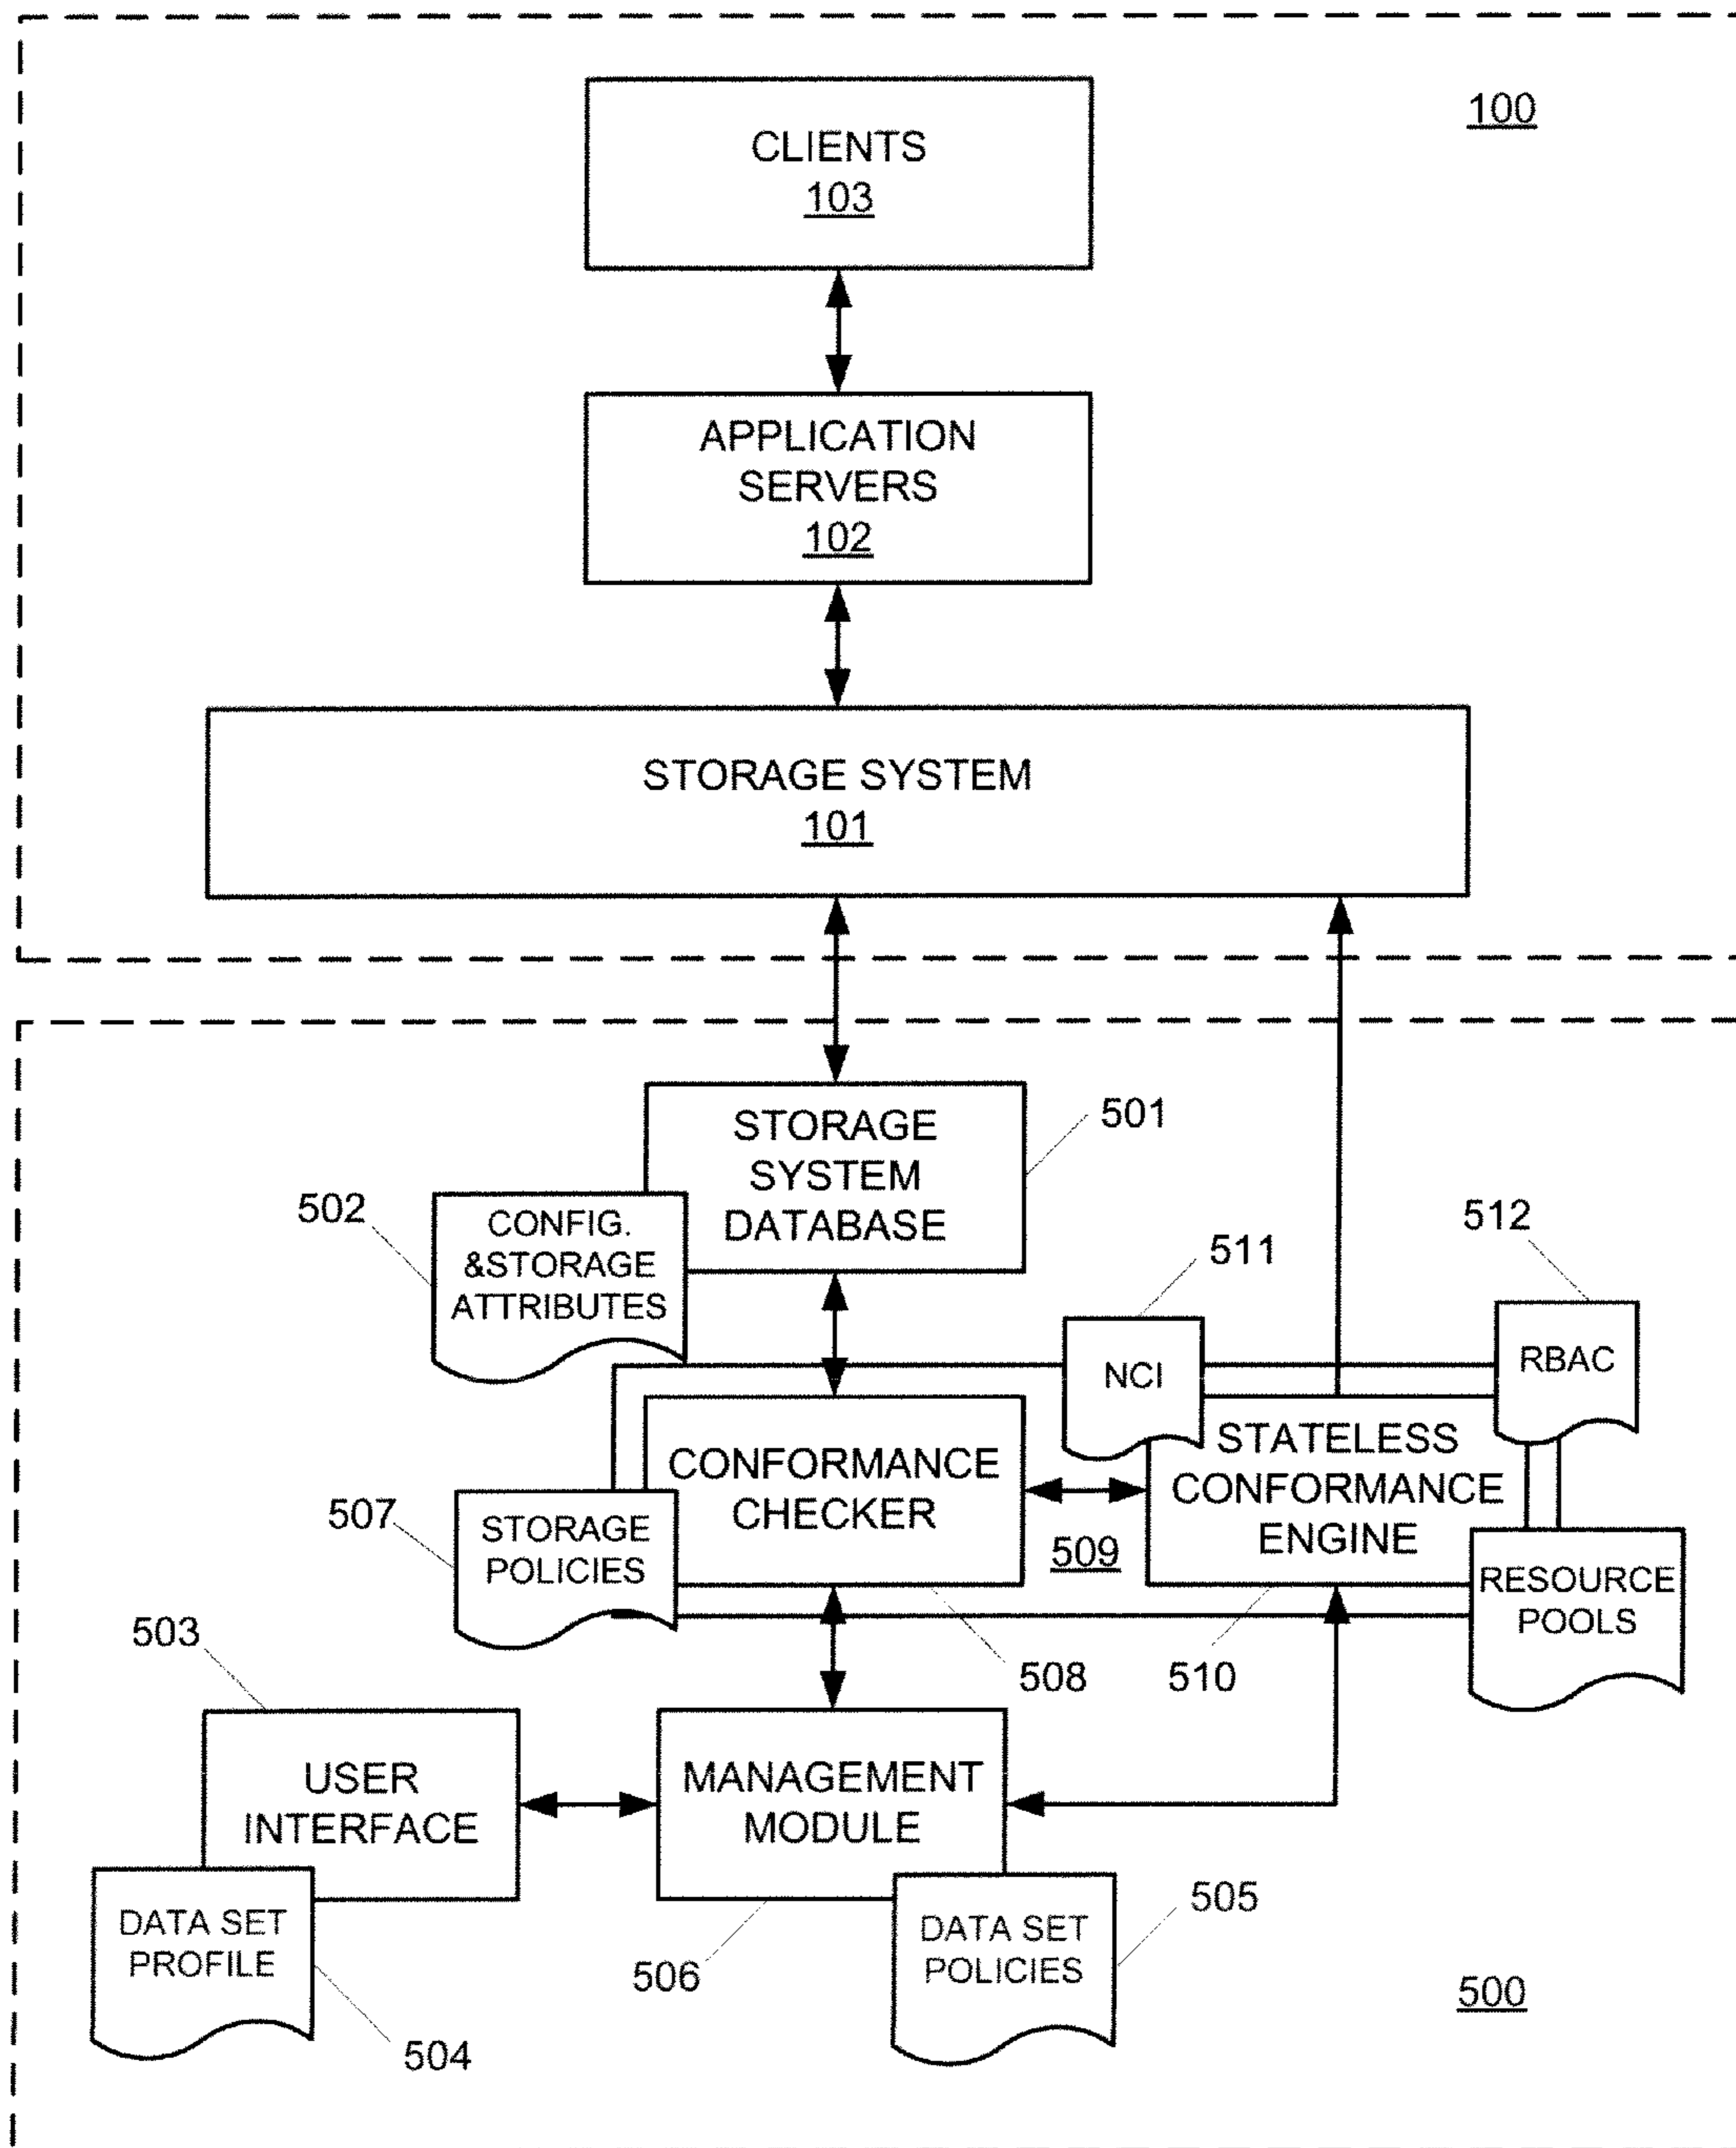 100
CLIENTS
103
APPLICATION
SERVERS
102
STORAGE SYSTEM
101
STORAGE
SYSTEM
DATABASE
501
502
CONFIG.
&STORAGE
ATTRIBUTES
511
512
NCI
RBAC
CONFORMANCE
CHECKER
STATELESS
CONFORMANCE
ENGINE
507
STORAGE
POLICIES
509
RESOURCE
POOLS
503
508
510
USER
INTERFACE
MANAGEMENT
MODULE
DATA SET
PROFILE
504
506
DATA SET
POLICIES
505
500